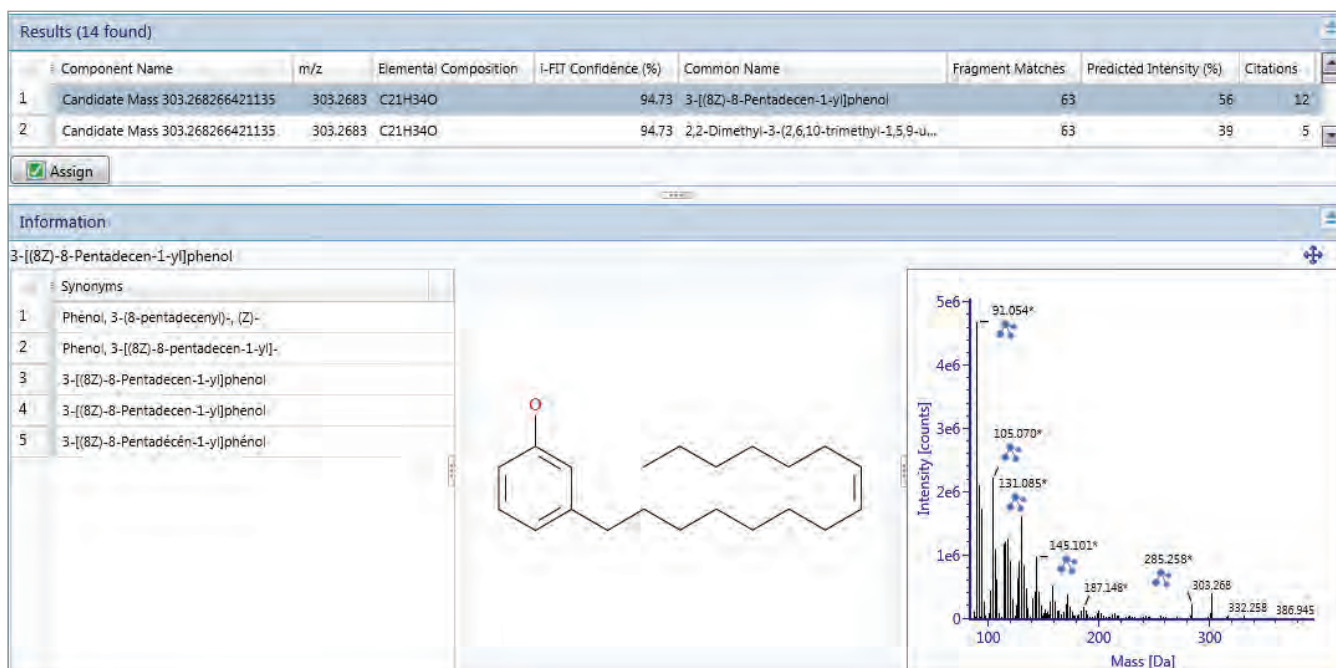 Results (14 found)
Component Name m/z Elemental Composition i-FIT Confidence (%) Common Name Fragment Matches Predicted Intensity (%) Citations
1 Candidate Mass 303.268266421135 303.2683 C21H34O 94.73 3-[(8Z)-8-Pentadecen-1-yl]phenol 63 56 12
2 Candidate Mass 303.268266421135 303.2683 C21H34O 94.73 2,2-Dimethyl-3-(2,6,10-trimethyl-1,5,9-u... 63 39 5
Assign
Information
3-[(8Z)-8-Pentadecen-1-yl]phenol
Synonyms
1 Phenol, 3-(8-pentadecenyl)-, (Z)-
2 Phenol, 3-[(8Z)-8-pentadecen-1-yl]-
3 3-[(8Z)-8-Pentadecen-1-yl]phenol
4 3-[(8Z)-8-Pentadecen-1-yl]phenol
5 3-[(8Z)-8-Pentadécén-1-yl]phénol
O
Intensity [counts]
5e6
4e6
3e6
2e6
1e6
0
91.054*
105.070*
131.085*
145.101*
187.148*
285.258*
303.268
332.258
386.945
100 200 300
Mass [Da]